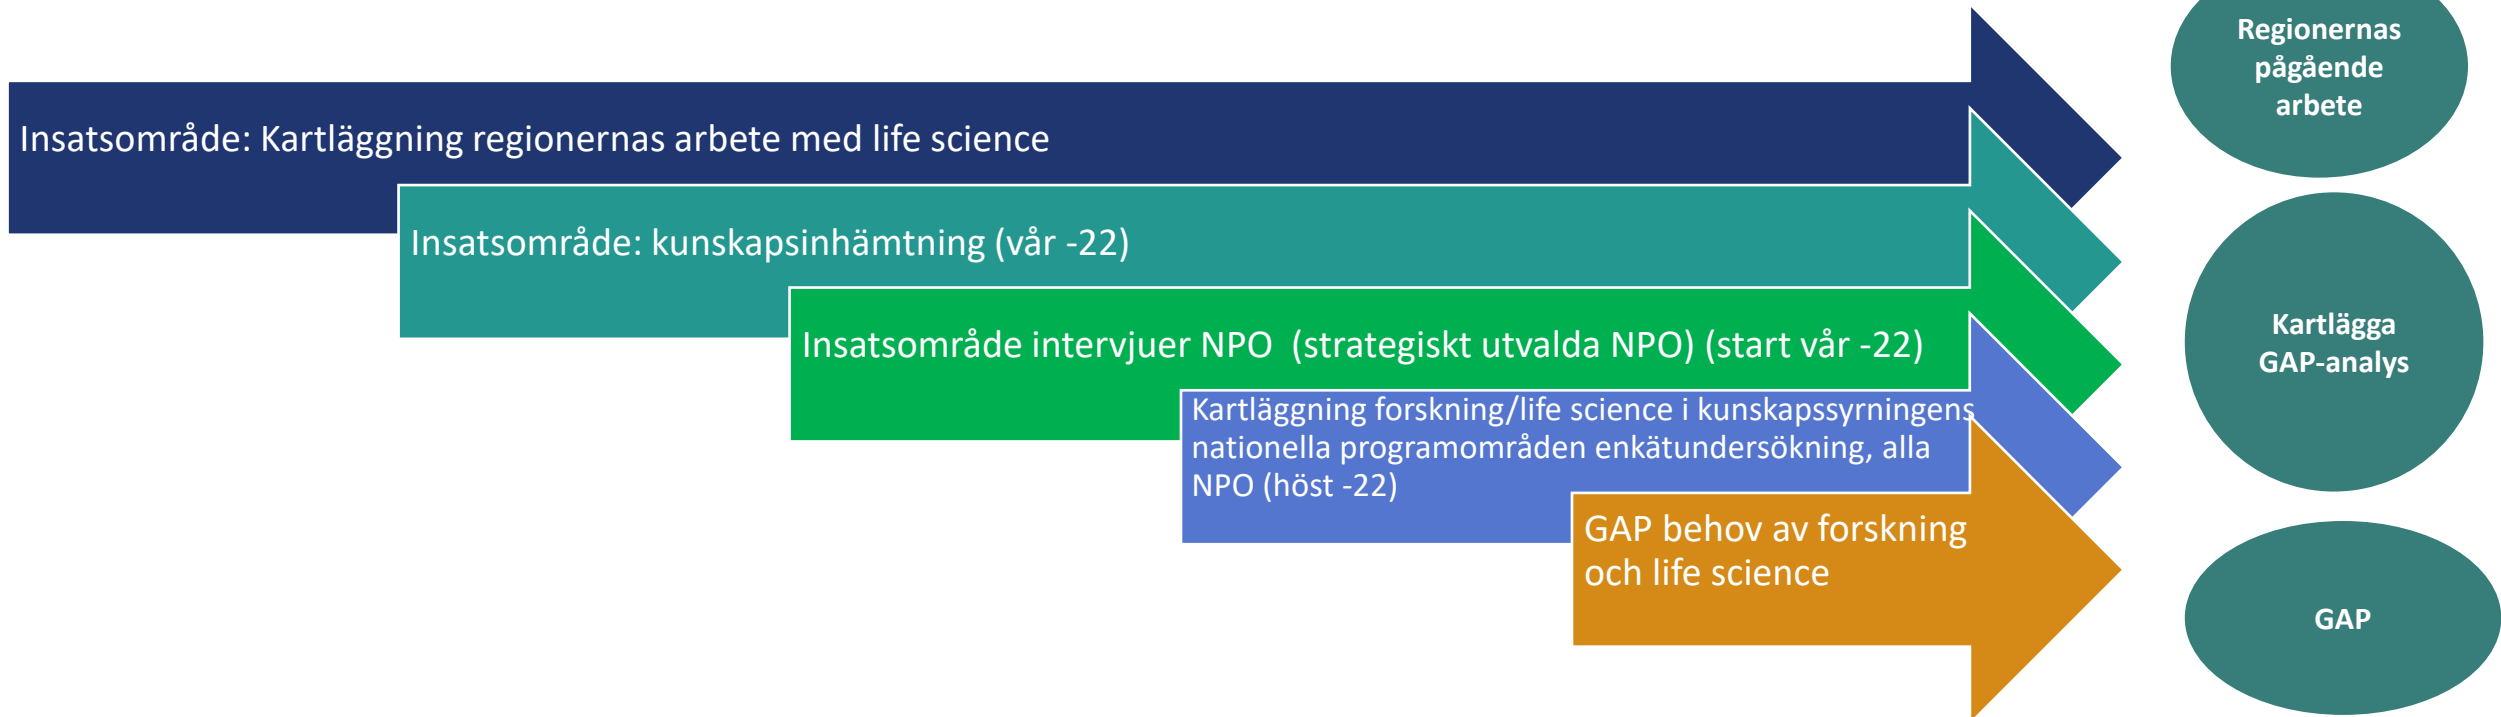 Insatsområde: Kartläggning regionernas arbete med life science
Insatsområde: kunskapsinhämtning (vår -22)
Insatsområde intervjuer NPO  (strategiskt utvalda NPO) (start vår -22)
Kartläggning forskning/life science i kunskapssyrningens
nationella programområden enkätundersökning, alla
NPO (höst -22)
GAP behov av forskning
och life science
Regionernas
pågående
arbete
Kartlägga
GAP-analys
GAP